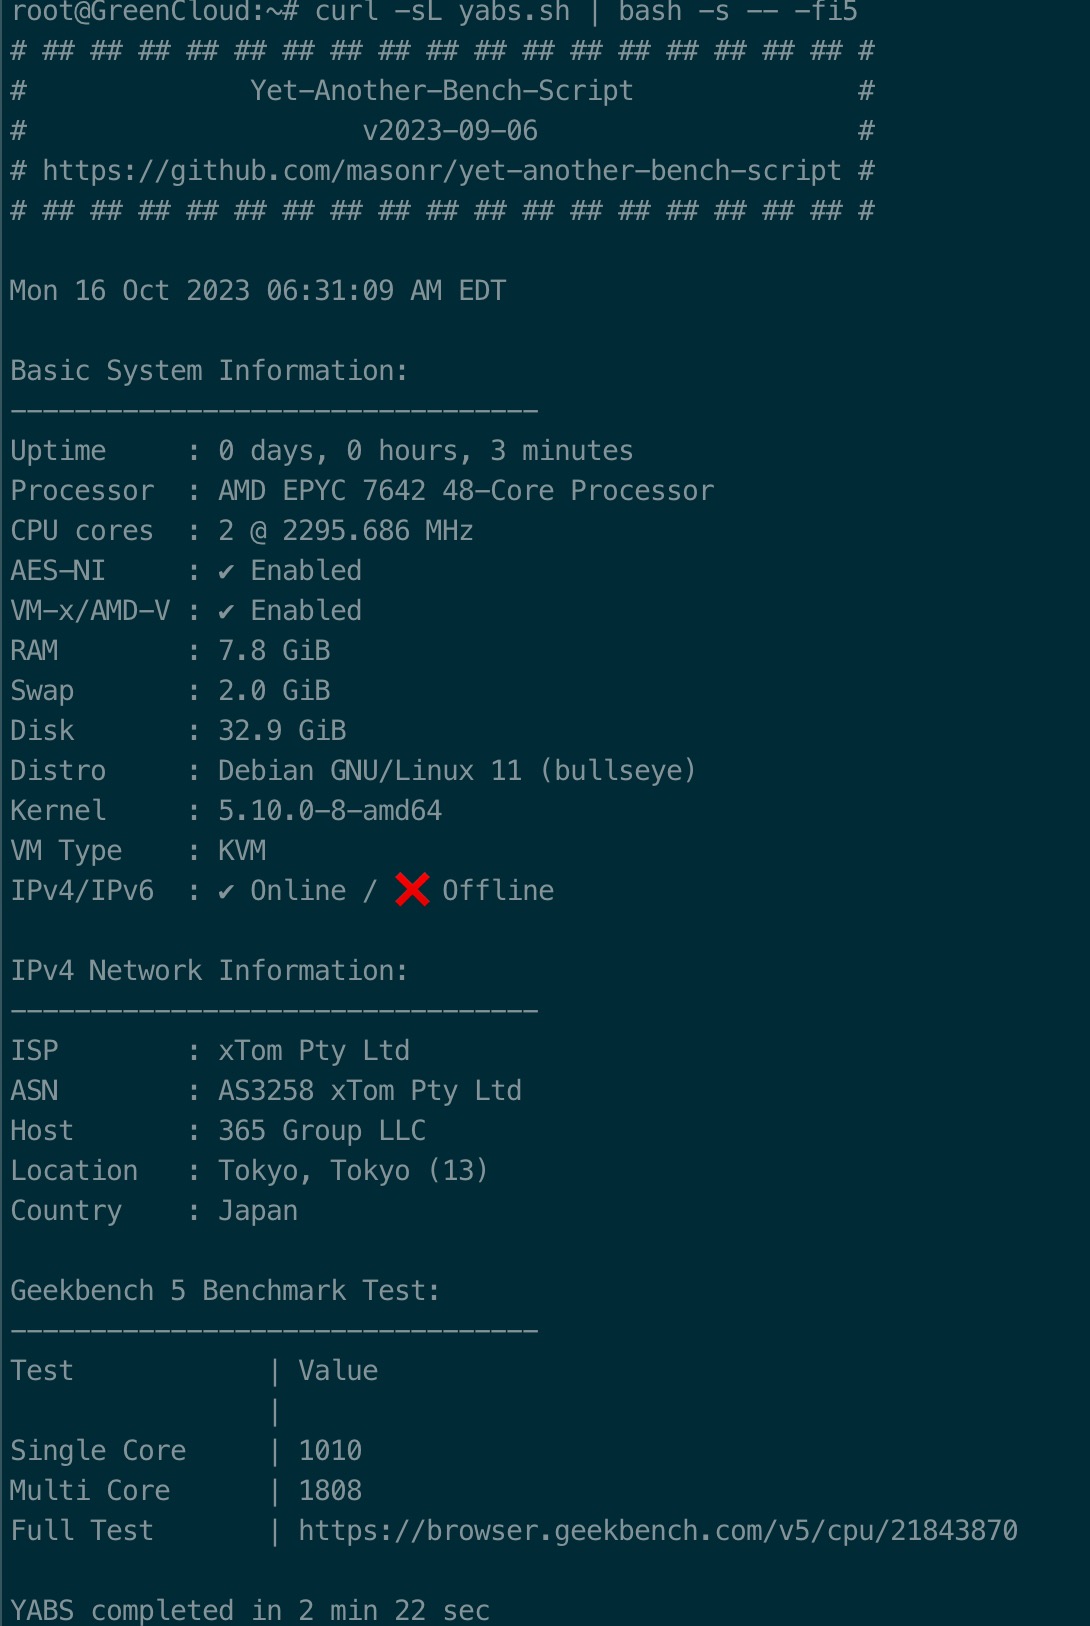 root@GreenCloud:~# curl -sL yabs.sh | bash -s -- -fi5
# ## ## ## ## ## ## ## ## ## ## ## ## ## ## ## ## ## #
#              Yet-Another-Bench-Script              #
#                     v2023-09-06                    #
# https://github.com/masonr/yet-another-bench-script #
# ## ## ## ## ## ## ## ## ## ## ## ## ## ## ## ## ## #

Mon 16 Oct 2023 06:31:09 AM EDT

Basic System Information:
---------------------------------
Uptime     : 0 days, 0 hours, 3 minutes
Processor  : AMD EPYC 7642 48-Core Processor
CPU cores  : 2 @ 2295.686 MHz
AES-NI     : ✔ Enabled
VM-x/AMD-V : ✔ Enabled
RAM        : 7.8 GiB
Swap       : 2.0 GiB
Disk       : 32.9 GiB
Distro     : Debian GNU/Linux 11 (bullseye)
Kernel     : 5.10.0-8-amd64
VM Type    : KVM
IPv4/IPv6  : ✔ Online / ❌ Offline

IPv4 Network Information:
---------------------------------
ISP        : xTom Pty Ltd
ASN        : AS3258 xTom Pty Ltd
Host       : 365 Group LLC
Location   : Tokyo, Tokyo (13)
Country    : Japan

Geekbench 5 Benchmark Test:
---------------------------------
Test            | Value
                |
Single Core     | 1010
Multi Core      | 1808
Full Test       | https://browser.geekbench.com/v5/cpu/21843870

YABS completed in 2 min 22 sec